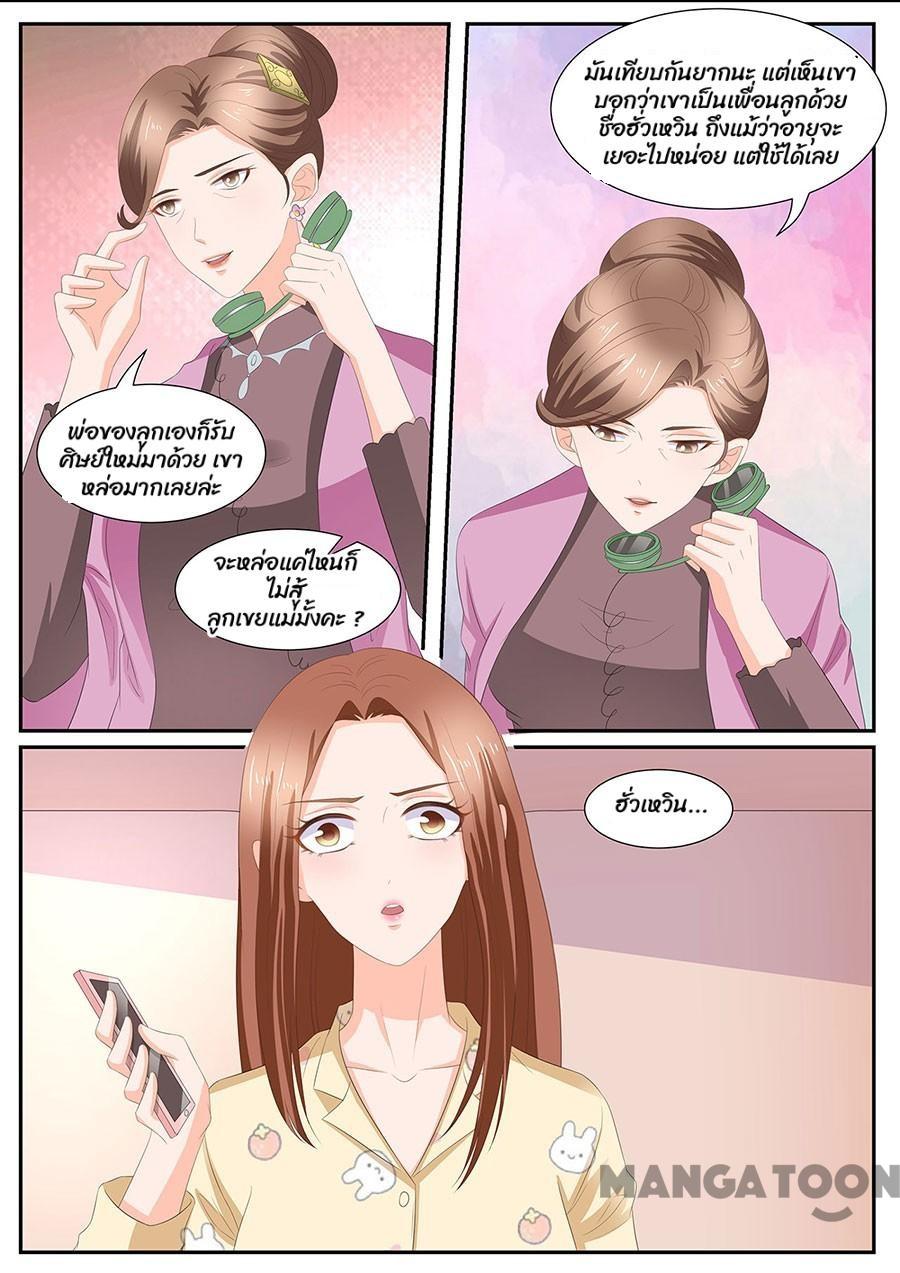 พ่อของลูกเองก็รับ
ศิษย์ใหม่มาด้วย เขา
หล่อมากเลยล่ะ
จะหล่อแค่ไหนก็
ไม่สู้
ลูกเขยแม่มั้งคะ ?
มันเทียบกันยากนะ แต่เห็นเขา
บอกว่าเขาเป็นเพื่อนลูกด้วย
ชื่อฮั่วเหวิน ถึงแม้ว่าอายุจะ
เยอะไปหน่อย แต่ใช้ได้เลย
ฮั่วเหวิน...
MANGATOON